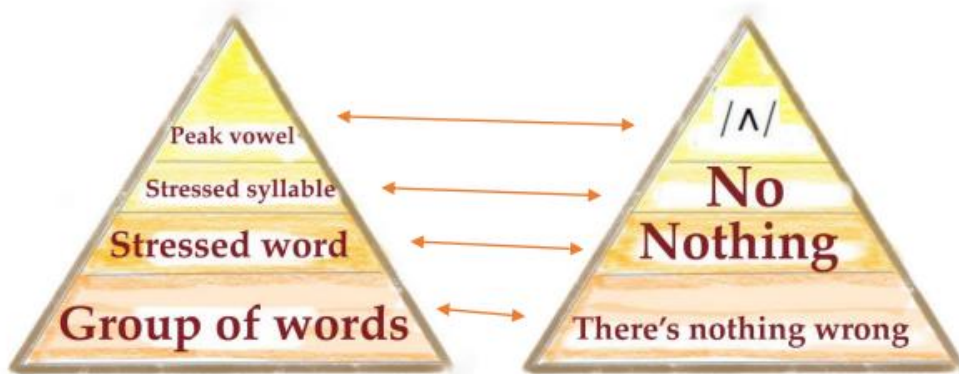 Peak vowel
Stressed syllable
Stressed word
Group of words
/ʌ/
No
Nothing
There's nothing wrong